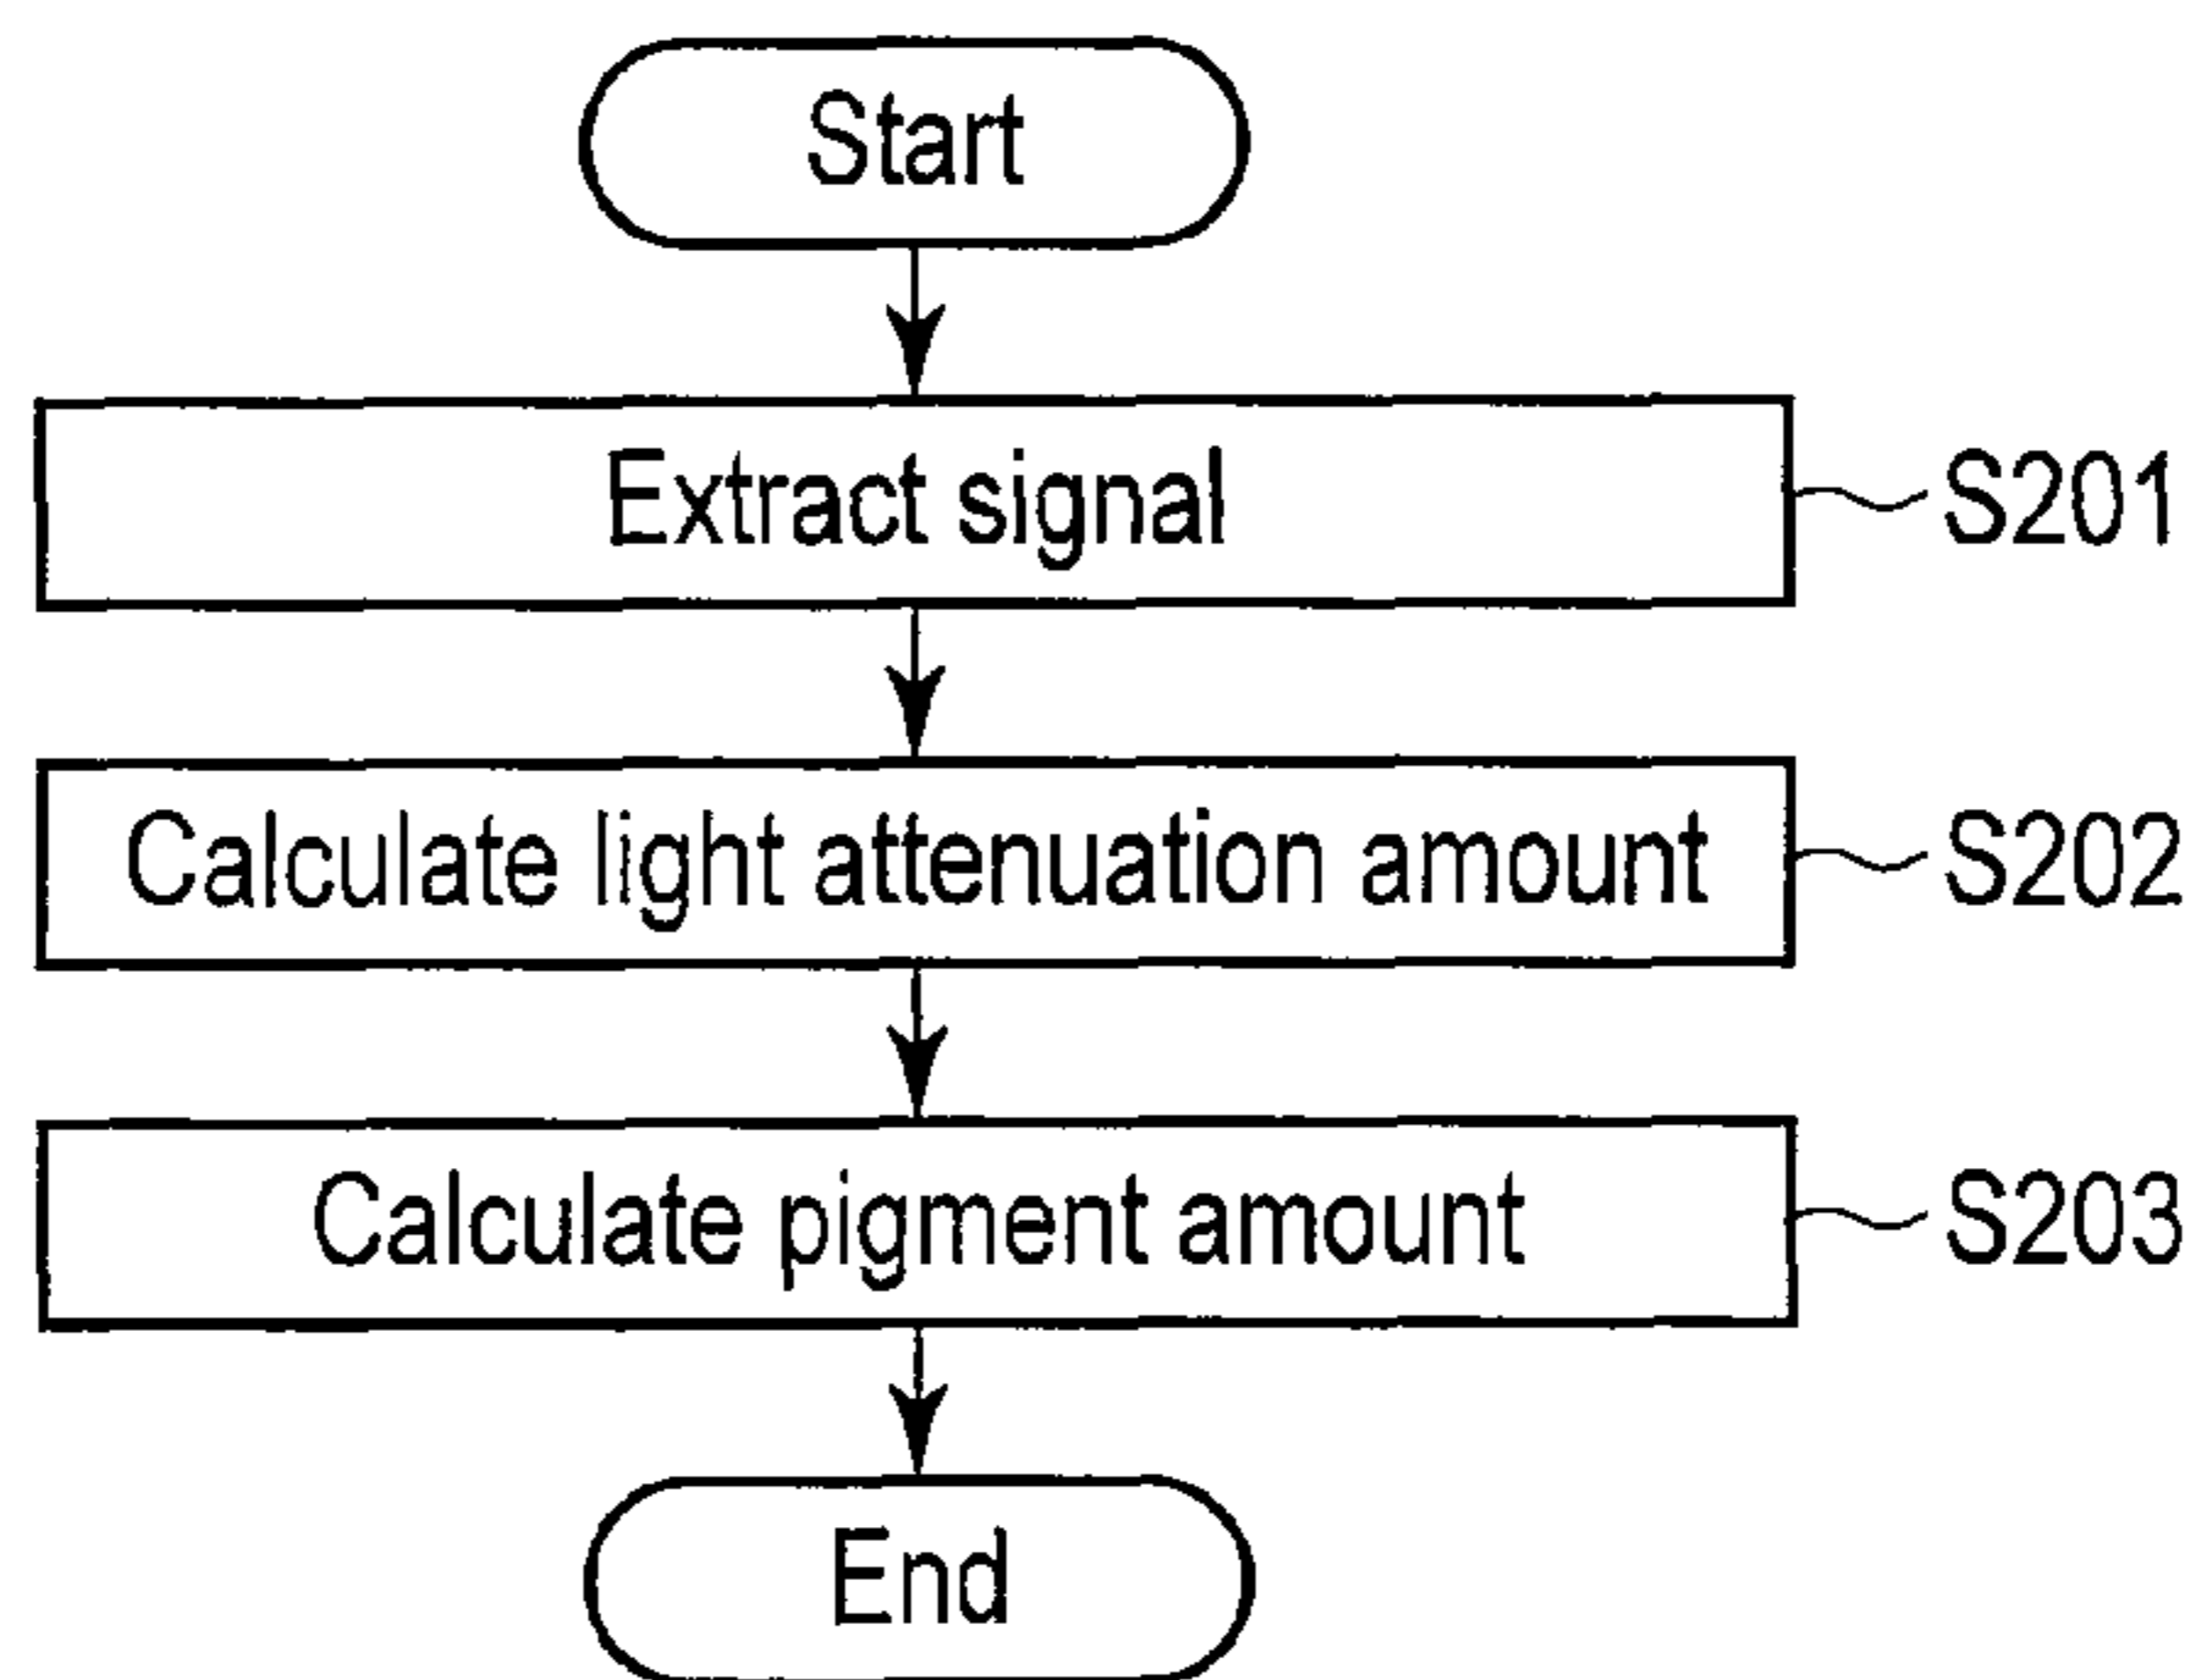 Start
Extract signal
S201
Calculate light attenuation amount
S202
Calculate pigment amount
S203
End